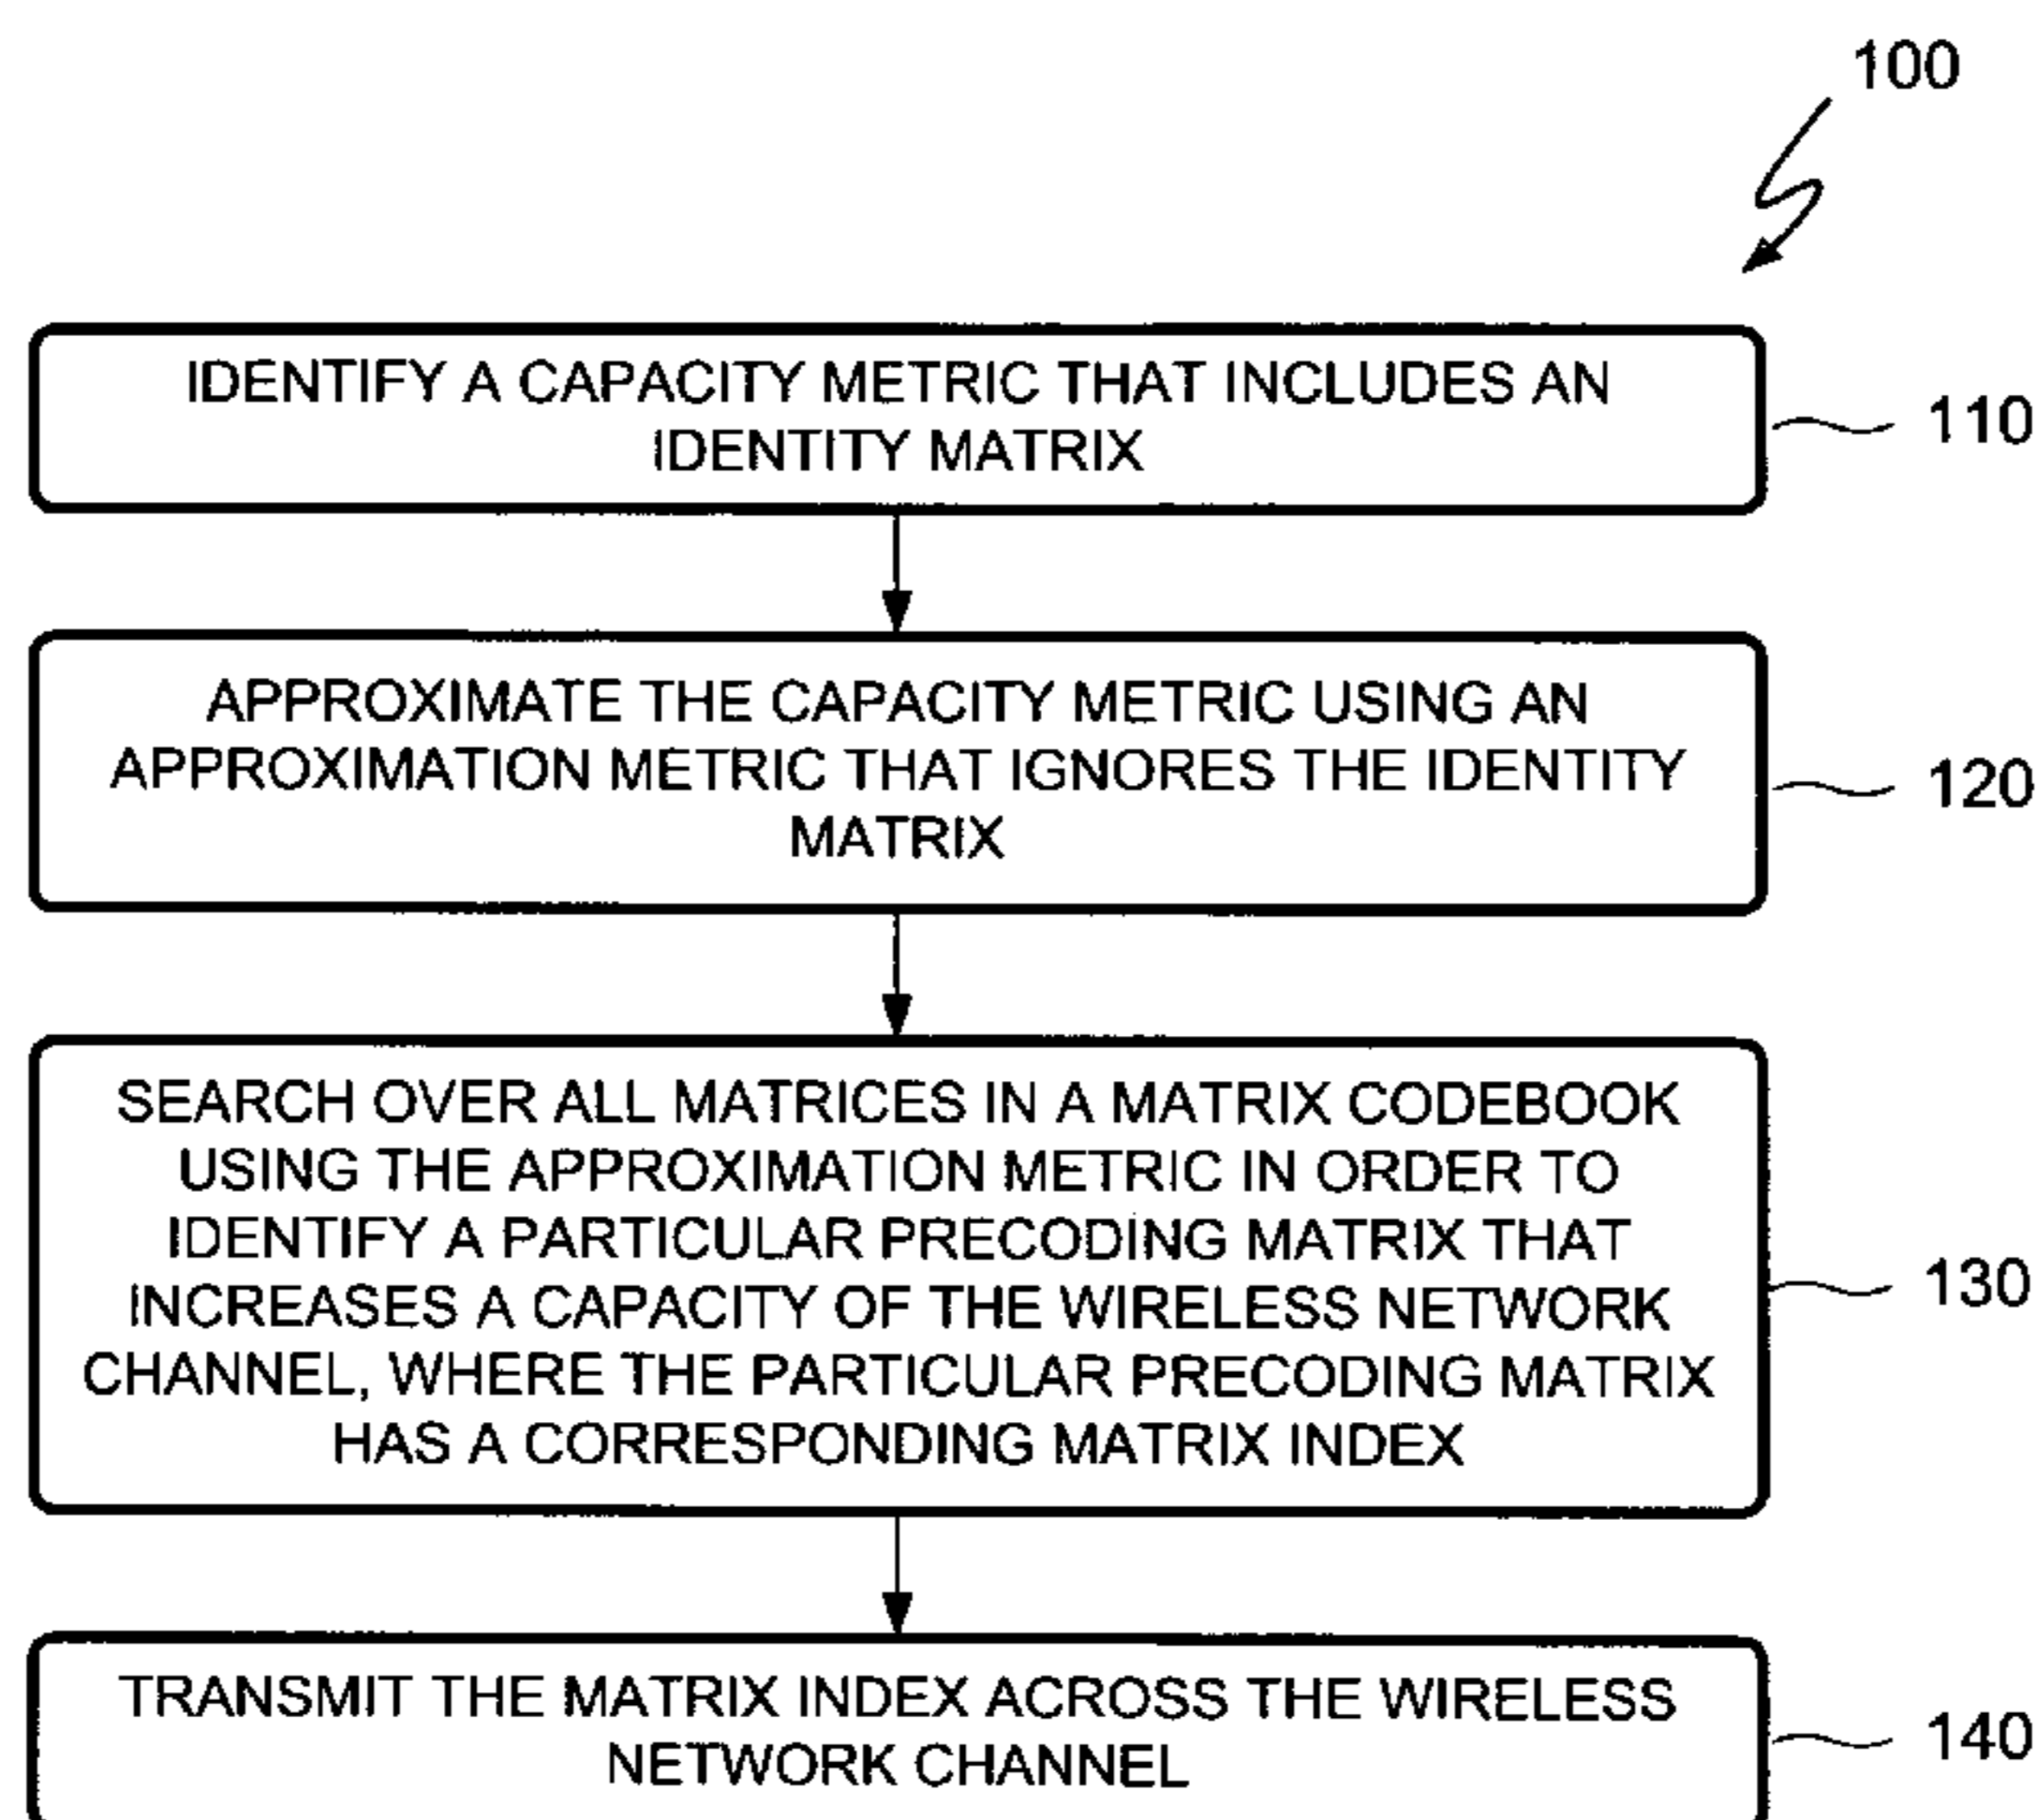 100
IDENTIFY A CAPACITY METRIC THAT INCLUDES AN
IDENTITY MATRIX
110
APPROXIMATE THE CAPACITY METRIC USING AN
APPROXIMATION METRIC THAT IGNORES THE IDENTITY
MATRIX
120
SEARCH OVER ALL MATRICES IN A MATRIX CODEBOOK
USING THE APPROXIMATION METRIC IN ORDER TO
IDENTIFY A PARTICULAR PRECODING MATRIX THAT
INCREASES A CAPACITY OF THE WIRELESS NETWORK
CHANNEL, WHERE THE PARTICULAR PRECODING MATRIX
HAS A CORRESPONDING MATRIX INDEX
130
TRANSMIT THE MATRIX INDEX ACROSS THE WIRELESS
NETWORK CHANNEL
140